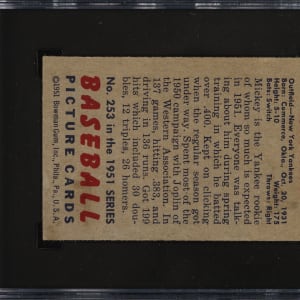 Outfield—New York Yankees
Born: Commerce, Okla., Oct. 20, 1931
Height: 5-10 Weight: 175
Bats: Switch Throws: Right
Mickey is the Yankee rookie
of whom so much is expected
in 1951. Everyone was talk-
ing about him during spring
training in which he batted
over .400. Kept on clicking
when the regular season got
under way. Spent most of the
1950 campaign with Joplin of
the Western Association. In
137 games, hitting .383, and
driving in 136 runs. Got 199
hits which included 30 dou-
bles, 12 triples, 26 homers.
No. 253 in the 1951 SERIES
BASEBALL
PICTURE CARDS
©1951 Bowman Gum, Inc., Phila., Pa., U. S. A.